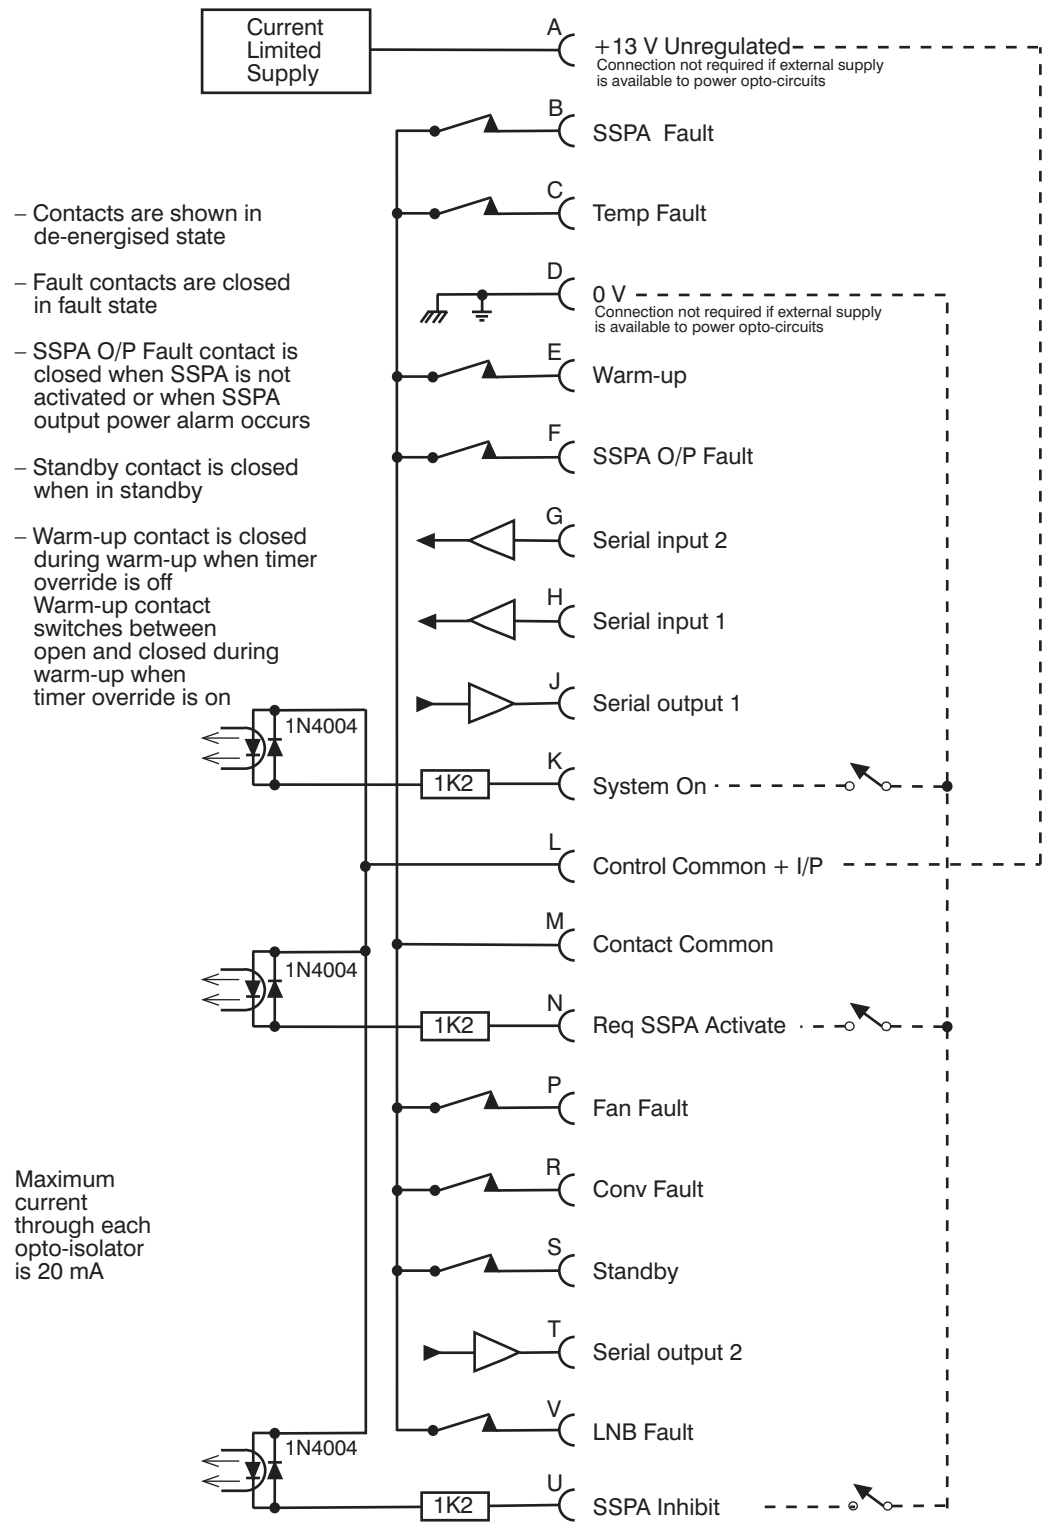 Current
Limited
Supply
A
+13 V Unregulated
Connection not required if external supply
is available to power opto-circuits
B
SSPA Fault
C
Temp Fault
– Contacts are shown in
de-energised state
– Fault contacts are closed
in fault state
– SSPA O/P Fault contact is
closed when SSPA is not
activated or when SSPA
output power alarm occurs
– Standby contact is closed
when in standby
– Warm-up contact is closed
during warm-up when timer
override is off
Warm-up contact
switches between
open and closed during
warm-up when
timer override is on
D
0 V
Connection not required if external supply
is available to power opto-circuits
E
Warm-up
F
SSPA O/P Fault
G
Serial input 2
H
Serial input 1
J
Serial output 1
1N4004
K
1K2
System On
L
Control Common + I/P
M
Contact Common
1N4004
N
1K2
Req SSPA Activate
P
Fan Fault
Maximum
current
through each
opto-isolator
is 20 mA
R
Conv Fault
S
Standby
T
Serial output 2
V
LNB Fault
1N4004
U
1K2
SSPA Inhibit